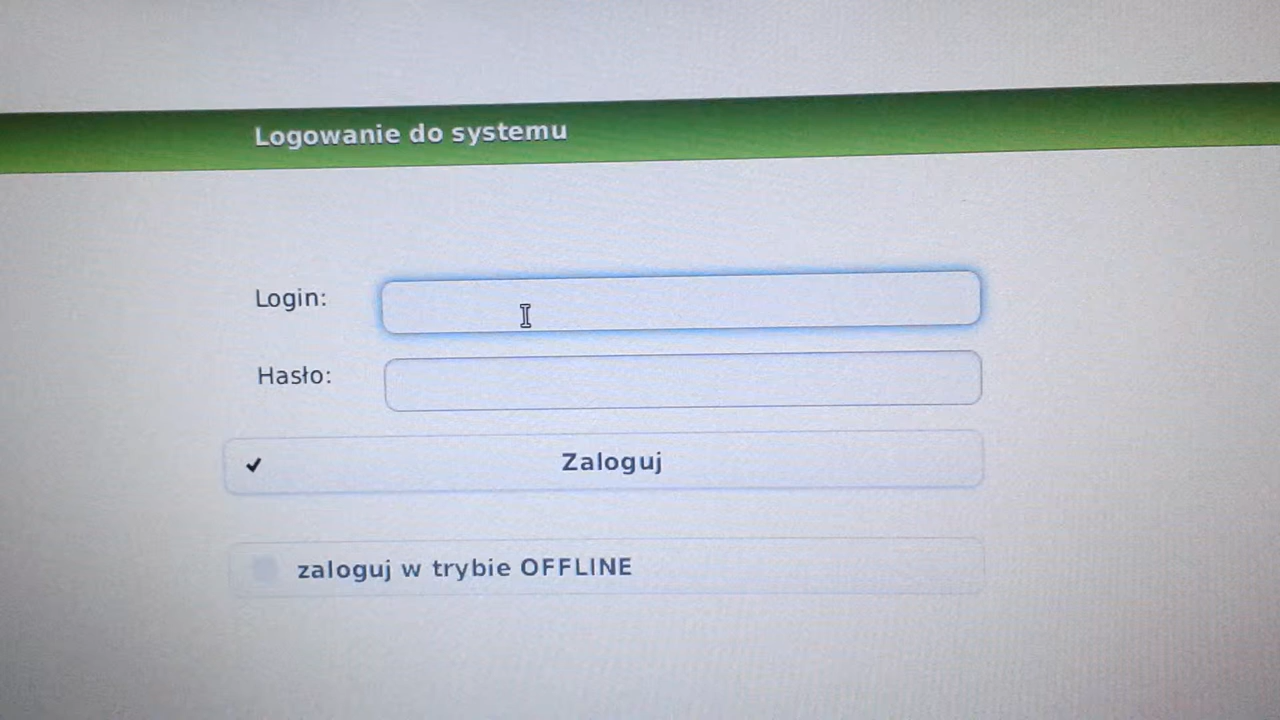 Logowanie do systemu
Login:
Hasło:
Zaloguj
zaloguj w trybie OFFLINE